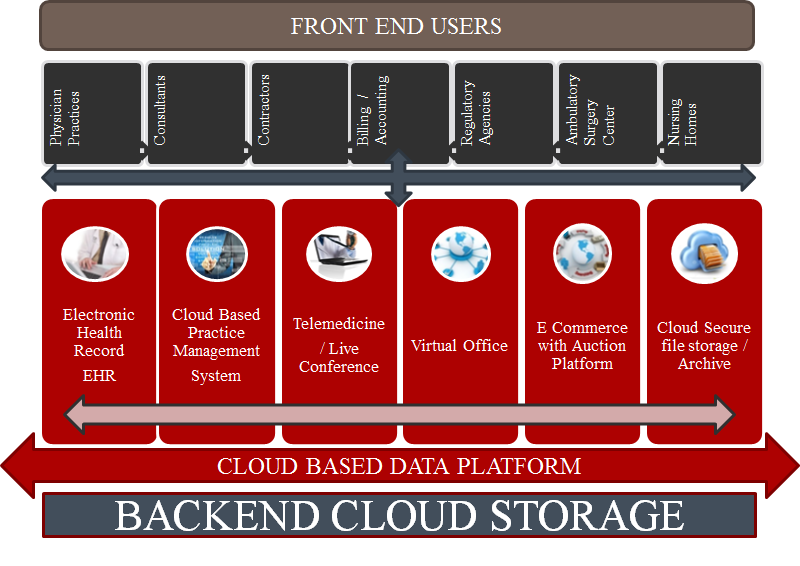 FRONT END USERS
Physician
Practices
Consultants
Contractors
Billing /
Accounting
Regulatory
Agencies
Ambulatory
Surgery
Center
Nursing
Homes
Electronic
Health
Record
EHR
Cloud Based
Practice
Management
System
Telemedicine
/ Live
Conference
Virtual Office
E Commerce
with Auction
Platform
Cloud Secure
file storage /
Archive
CLOUD BASED DATA PLATFORM
BACKEND CLOUD STORAGE